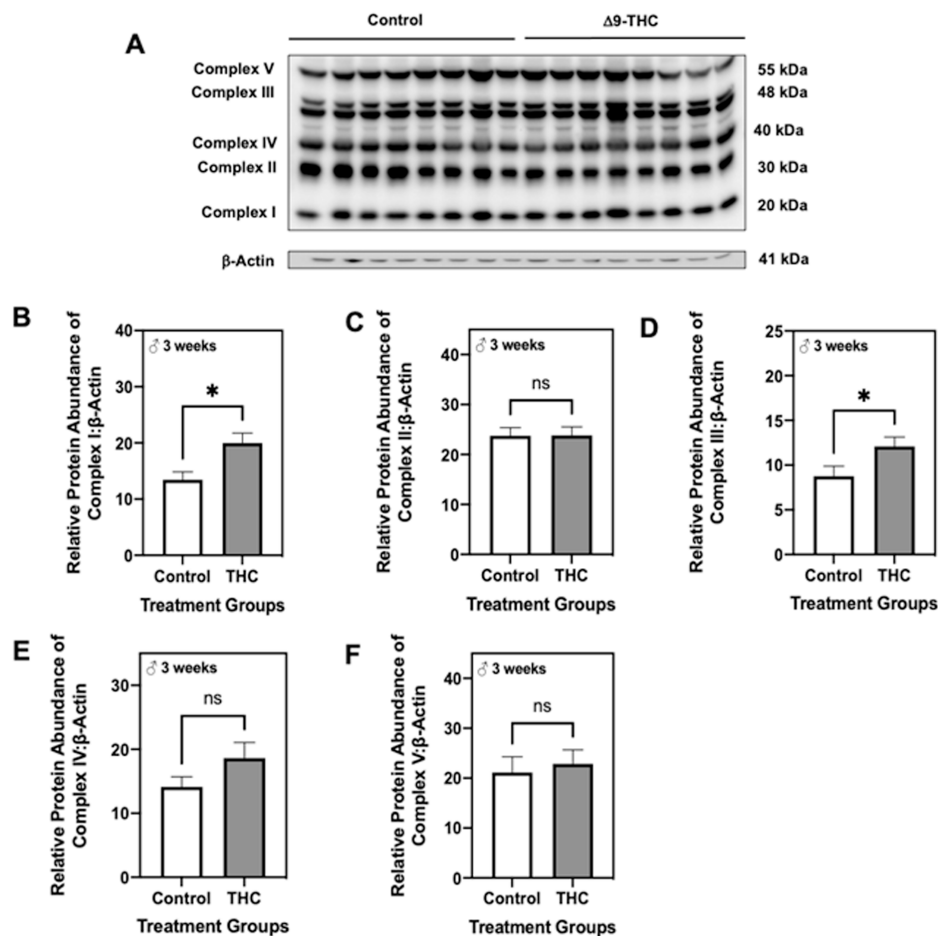 Control Δ9-THC
A
Complex V 55 kDa
Complex III 48 kDa
40 kDa
Complex IV
Complex II 30 kDa
Complex I 20 kDa
β-Actin 41 kDa
B
Relative Protein Abundance of
Complex I:β-Actin
40
30
20
10
0
♂ 3 weeks
*
Control THC
Treatment Groups
C
Relative Protein Abundance of
Complex II:β-Actin
40
30
20
10
0
♂ 3 weeks
ns
Control THC
Treatment Groups
D
Relative Protein Abundance of
Complex III:β-Actin
25
20
15
10
5
0
♂ 3 weeks
*
Control THC
Treatment Groups
E
Relative Protein Abundance of
Complex IV:β-Actin
30
20
10
0
♂ 3 weeks
ns
Control THC
Treatment Groups
F
Relative Protein Abundance of
Complex V:β-Actin
40
30
20
10
0
♂ 3 weeks
ns
Control THC
Treatment Groups